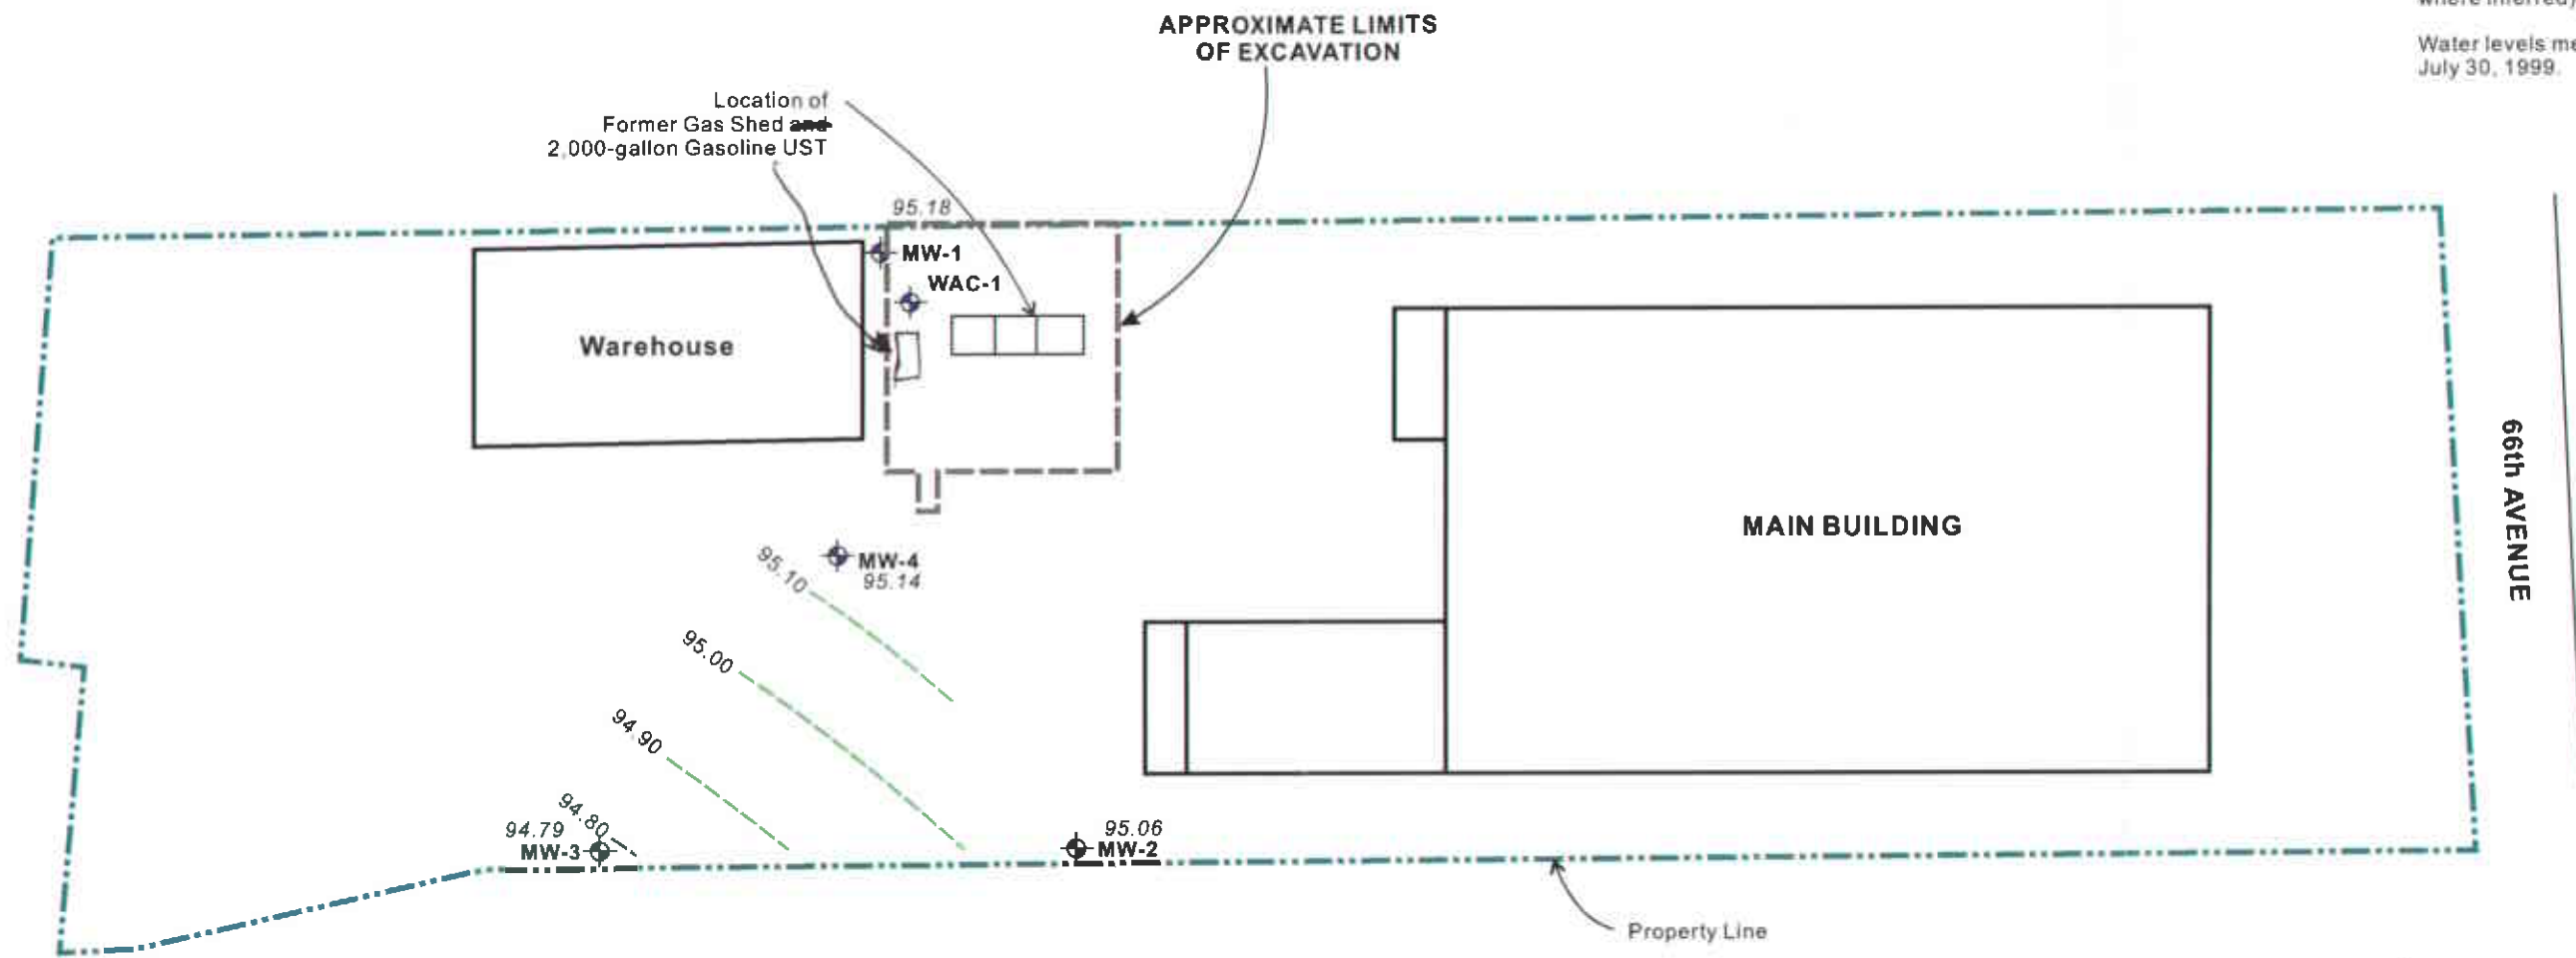 where inferred)
Water levels me
July 30, 1999.
APPROXIMATE LIMITS
OF EXCAVATION
Location of
Former Gas Shed and
2,000-gallon Gasoline UST
95.18
MW-1
WAC-1
Warehouse
MAIN BUILDING
66th AVENUE
MW-4
95.14
95.10
95.00
94.90
94.80
94.79
MW-3
95.06
MW-2
Property Line